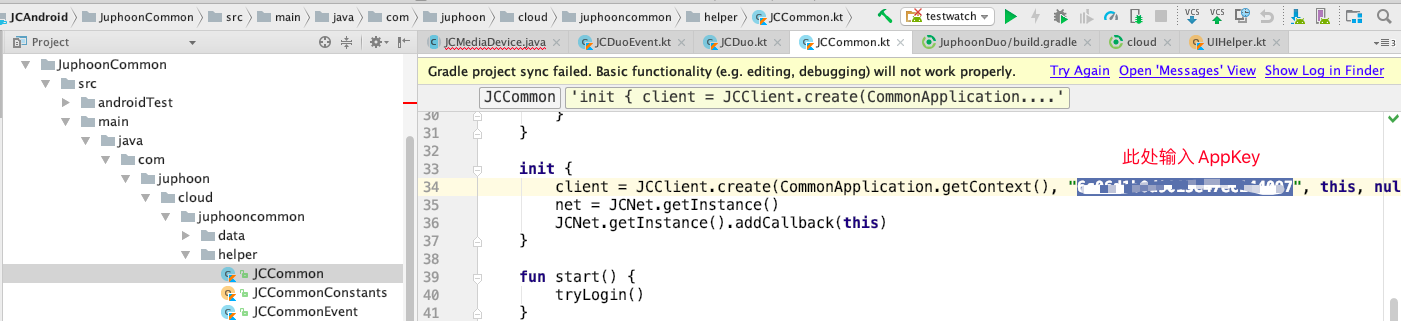 JCAndroid JuphoonCommon src main java com juphoon cloud juphooncommon helper JCCommon.kt testwatch VCS VCS
Project JCMediaDevice.java JCDuoEvent.kt JCDuo.kt JCCommon.kt JuphoonDuo/build.gradle cloud UIHelper.kt
Gradle project sync failed. Basic functionality (e.g. editing, debugging) will not work properly. Try Again Open 'Messages' View Show Log in Finder
JCCommon 'init { client = JCClient.create(CommonApplication....'
JuphoonCommon
src
androidTest
main
java
com
juphoon
cloud
juphooncommon
data
helper
JCCommon
JCCommonConstants
JCCommonEvent
30 }
31 }
32
此处输入 AppKey
33 init {
34 client = JCClient.create(CommonApplication.getContext(), "", this, nul
35 net = JCNet.getInstance()
36 JCNet.getInstance().addCallback(this)
37 }
38
39 fun start() {
40 tryLogin()
41 }